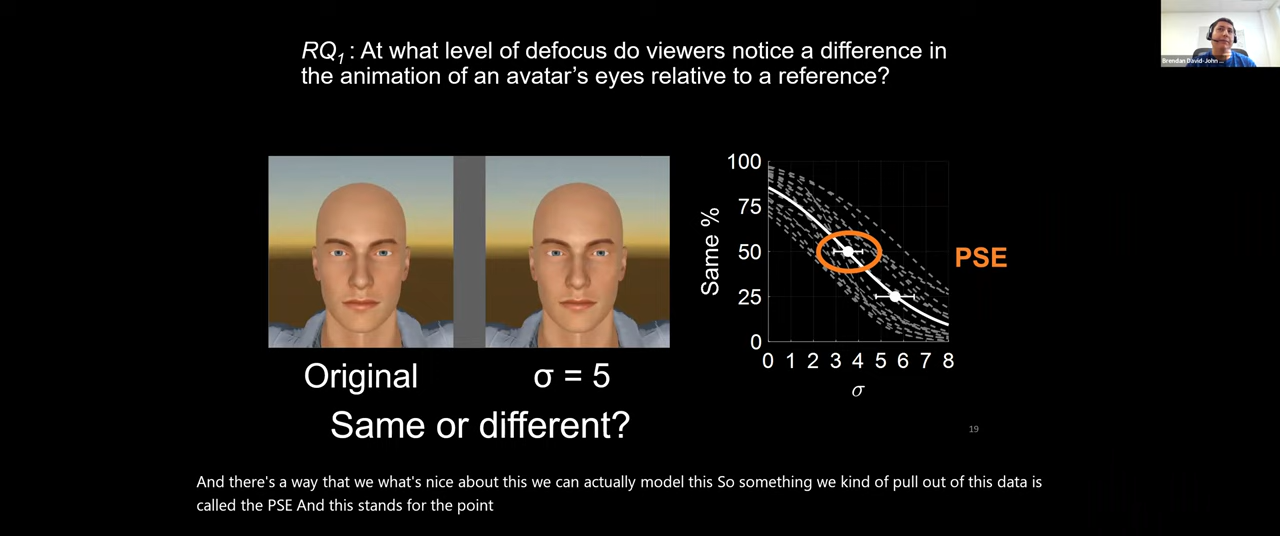 RQ1 : At what level of defocus do viewers notice a difference in
the animation of an avatar's eyes relative to a reference?
Brendan David-John ...
Original
σ = 5
Same or different?
Same %
100
75
50
25
0
0 1 2 3 4 5 6 7 8
σ
PSE
19
And there's a way that we what's nice about this we can actually model this So something we kind of pull out of this data is
called the PSE And this stands for the point